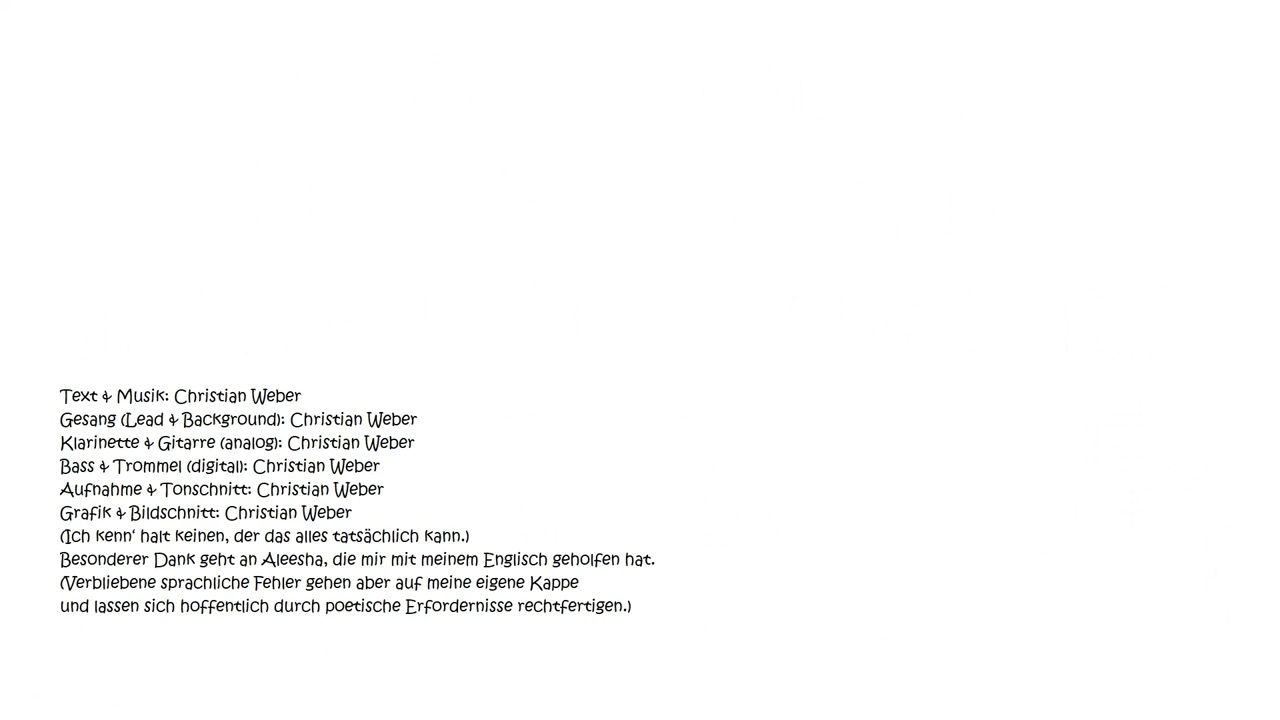 Text & Musik: Christian Weber
Gesang (Lead & Background): Christian Weber
Klarinette & Gitarre (analog): Christian Weber
Bass & Trommel (digital): Christian Weber
Aufnahme & Tonschnitt: Christian Weber
Grafik & Bildschnitt: Christian Weber
(Ich kenn‘ halt keinen, der das alles tatsächlich kann.)
Besonderer Dank geht an Aleesha, die mir mit meinem Englisch geholfen hat.
(Verbliebene sprachliche Fehler gehen aber auf meine eigene Kappe
und lassen sich hoffentlich durch poetische Erfordernisse rechtfertigen.)